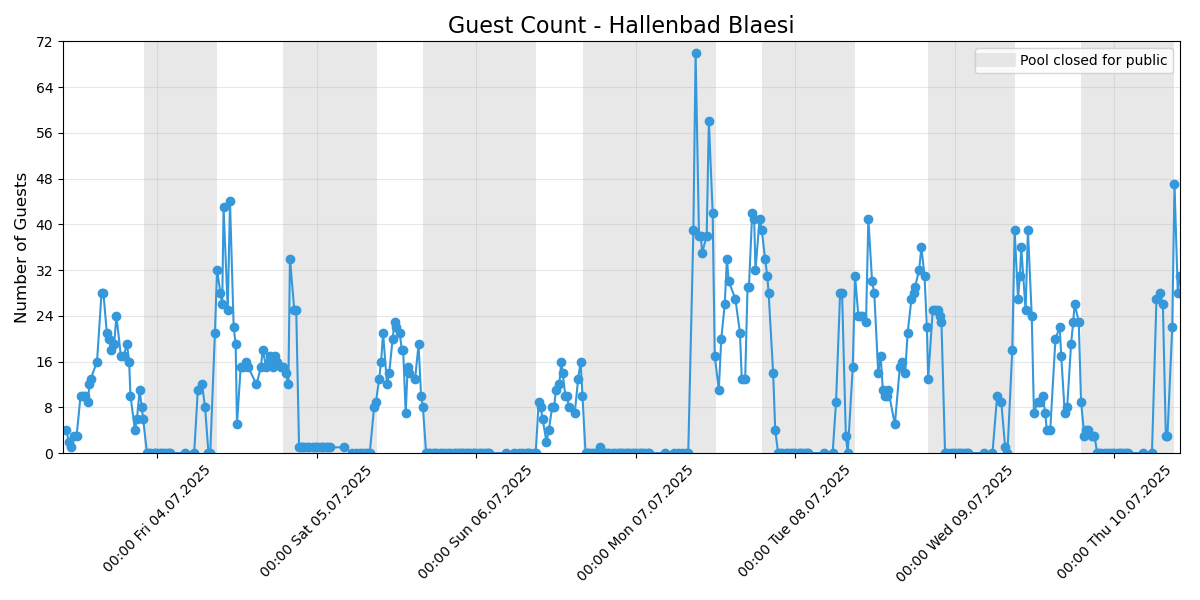 Guest Count - Hallenbad Blaesi
Number of Guests
72
64
56
48
40
32
24
16
8
0
Pool closed for public
00:00 Fri 04.07.2025
00:00 Sat 05.07.2025
00:00 Sun 06.07.2025
00:00 Mon 07.07.2025
00:00 Tue 08.07.2025
00:00 Wed 09.07.2025
00:00 Thu 10.07.2025